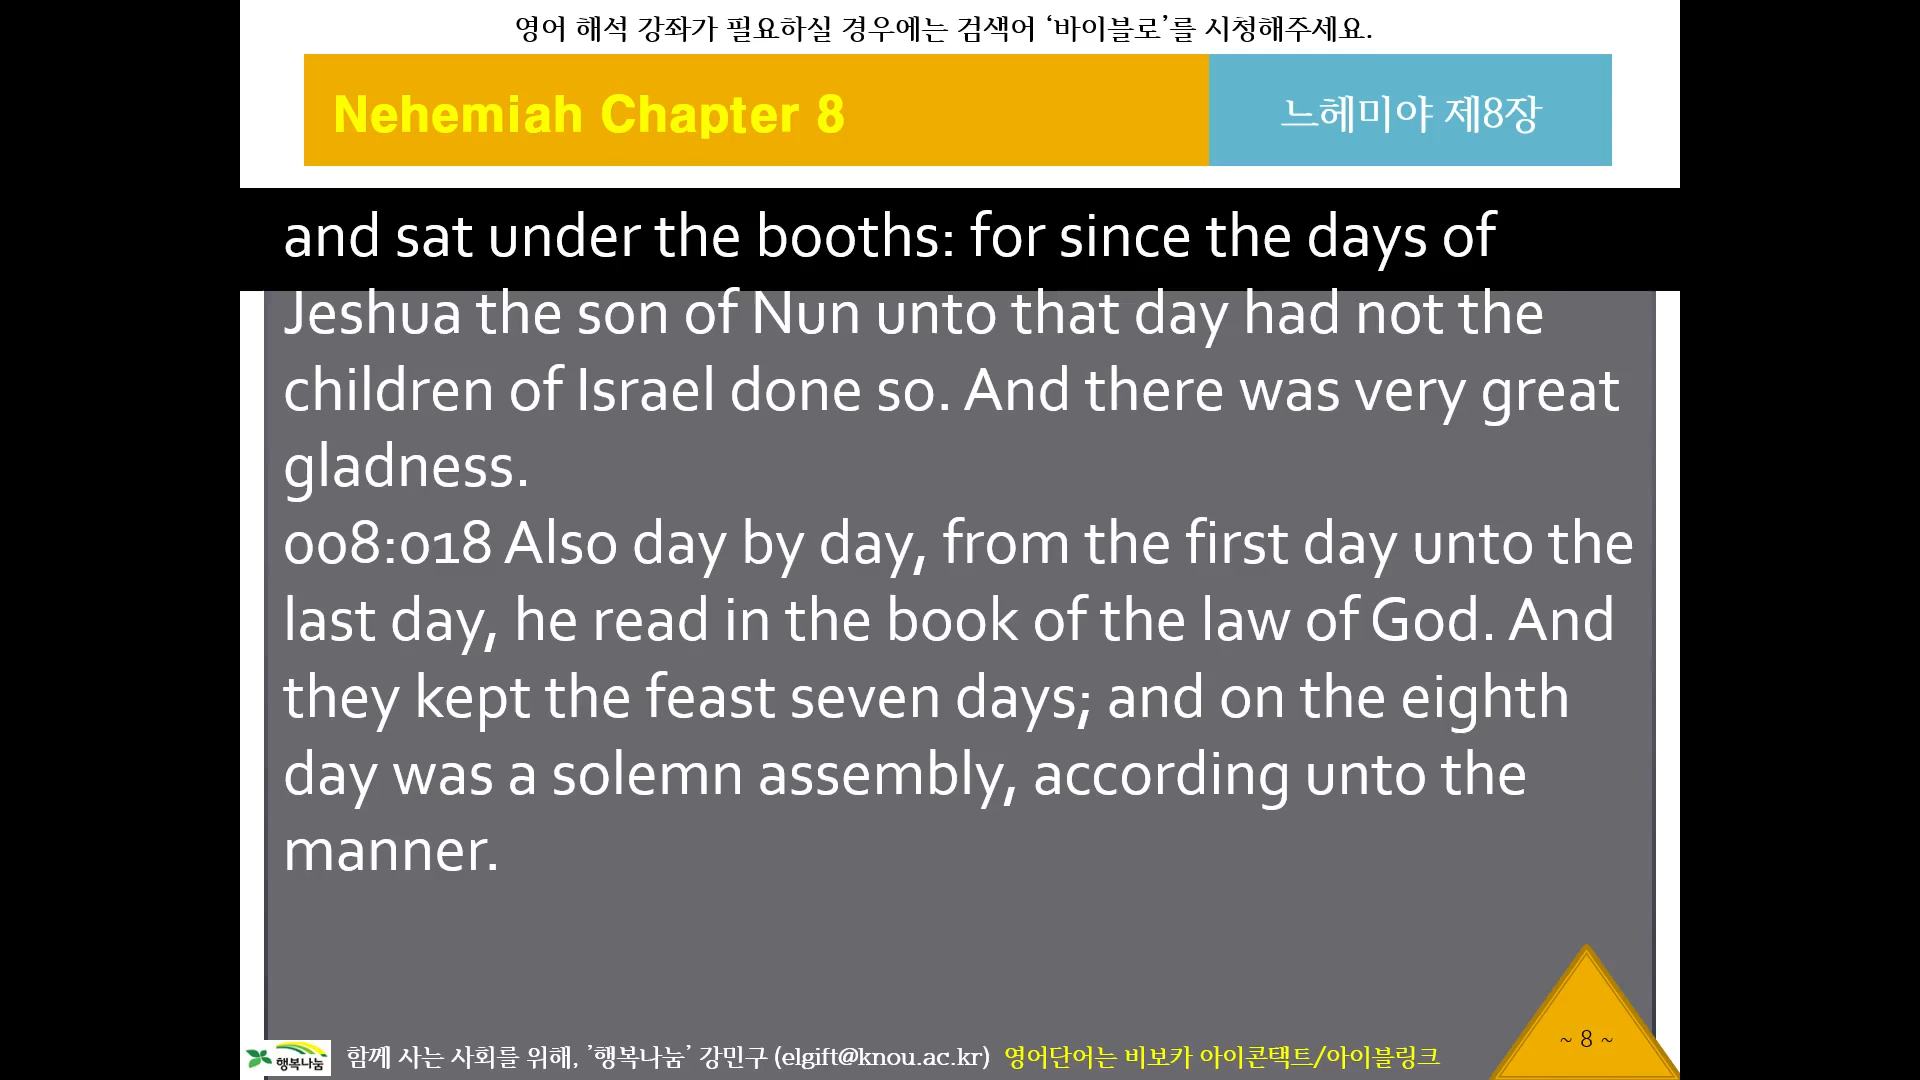 영어 해석 강좌가 필요하실 경우에는 검색어 ‘바이블로’를 시청해주세요.
Nehemiah Chapter 8
느헤미야 제8장
and sat under the booths: for since the days of
Jeshua the son of Nun unto that day had not the
children of Israel done so. And there was very great
gladness.
008:018 Also day by day, from the first day unto the
last day, he read in the book of the law of God. And
they kept the feast seven days; and on the eighth
day was a solemn assembly, according unto the
manner.
~ 8 ~
행복나눔
함께 사는 사회를 위해, ’행복나눔’ 강민구 (elgift@knou.ac.kr) 영어단어는 비보카 아이콘택트/아이블링크